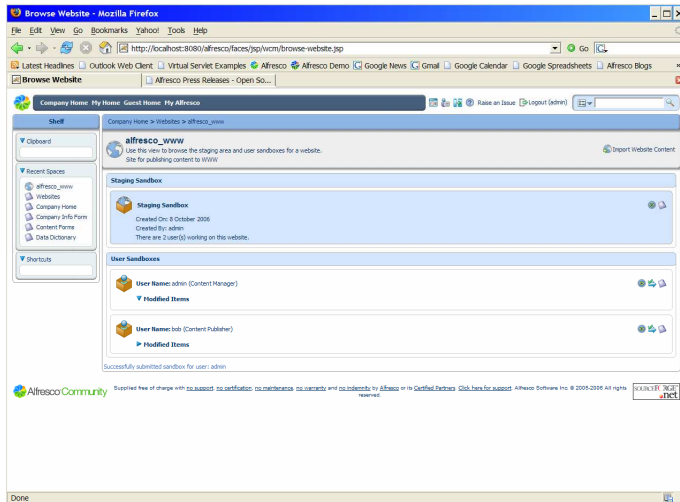 Browse Website - Mozilla Firefox
File Edit View Go Bookmarks Yahoo! Tools Help
http://localhost:8080/alfresco/faces/jsp/wcm/browse-website.jsp
Go
Latest Headlines Outlook Web Client Virtual Servlet Examples Alfresco Alfresco Demo Google News Gmail Google Calendar Google Spreadsheets Alfresco Blogs
Browse Website
Alfresco Press Releases - Open So...
Company Home My Home Guest Home My Alfresco
Raise an Issue Logout (admin)
Shelf
Company Home > Websites > alfresco_www
Clipboard
alfresco_www
Use this view to browse the staging area and user sandboxes for a website.
Site for publishing content to WWW
Import Website Content
Recent Spaces
alfresco_www
Websites
Company Home
Company Info Form
Content Forms
Data Dictionary
Shortcuts
Staging Sandbox
Staging Sandbox
Created On: 8 October 2006
Created By: admin
There are 2 user(s) working on this website.
User Sandboxes
User Name: admin (Content Manager)
Modified Items
User Name: bob (Content Publisher)
Modified Items
Successfully submitted sandbox for user: admin
Alfresco Community
Supplied free of charge with no support, no certification, no maintenance, no warranty and no indemnity by Alfresco or its Certified Partners. Click here for support. Alfresco Software Inc. © 2005-2006 All rights
reserved.
SOURCEFORGE
.net
Done